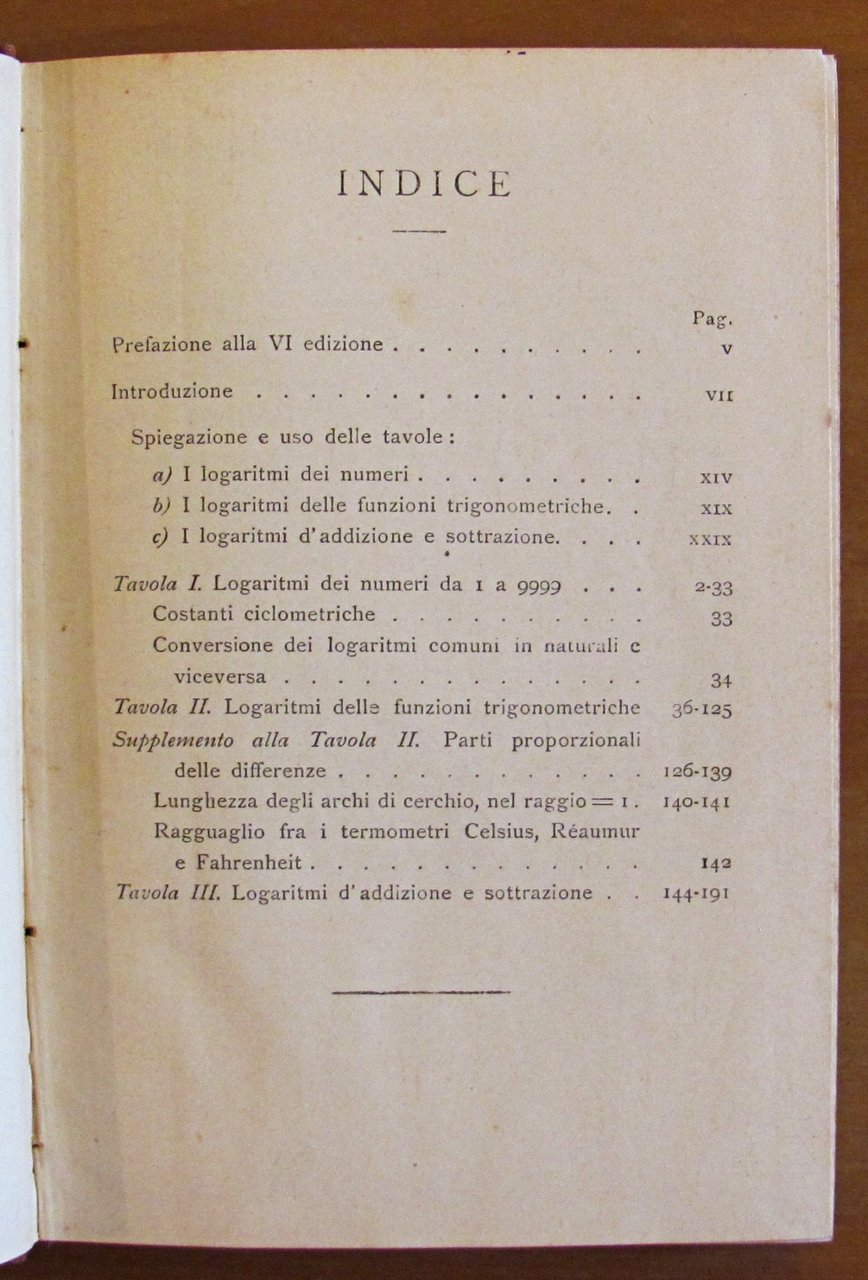 INDICE
Pag.
Prefazione alla VI edizione . . . . . . . . . . V
Introduzione . . . . . . . . . . . . . . . VII
Spiegazione e uso delle tavole :
a) I logaritmi dei numeri . . . . . . . . . XIV
b) I logaritmi delle funzioni trigonometriche. . XIX
c) I logaritmi d'addizione e sottrazione. . . . XXIX
Tavola I. Logaritmi dei numeri da 1 a 9999 . . . 2-33
Costanti ciclometriche . . . . . . . . . . 33
Conversione dei logaritmi comuni in naturali e
viceversa . . . . . . . . . . . . . . 34
Tavola II. Logaritmi delle funzioni trigonometriche 36-125
Supplemento alla Tavola II. Parti proporzionali
delle differenze . . . . . . . . . . . . 126-139
Lunghezza degli archi di cerchio, nel raggio = 1 . 140-141
Ragguaglio fra i termometri Celsius, Réaumur
e Fahrenheit . . . . . . . . . . . . . 142
Tavola III. Logaritmi d'addizione e sottrazione . . 144-191